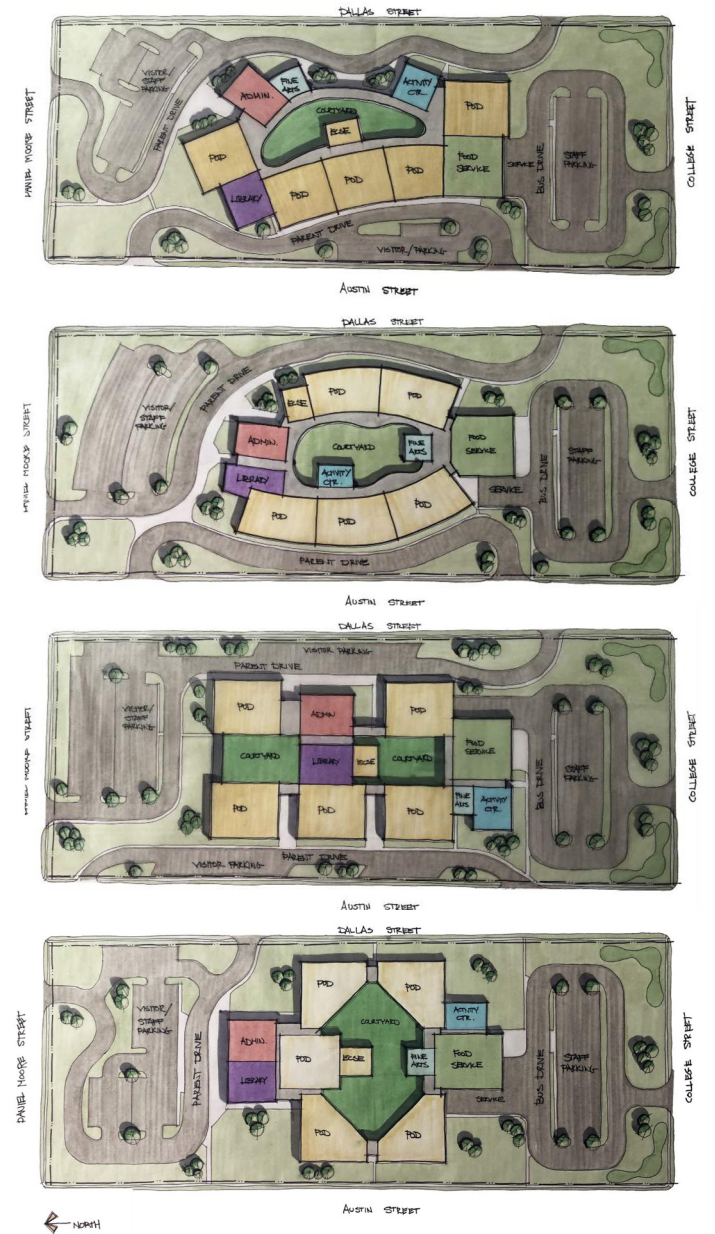 DALLAS STREET
VISITOR/
STAFF
PARKING
PARENT DRIVE
DANIEL MOORE STREET
ADMIN.
FINE
ARTS
ACTIVITY
CTR.
COURTYARD
ECSE
POD
POD
LIBRARY
POD
POD
POD
FOOD
SERVICE
SERVICE
BUS DRIVE
STAFF
PARKING
COLLEGE STREET
PARENT DRIVE
VISITOR/PARKING
AUSTIN STREET
DALLAS STREET
VISITOR/
STAFF
PARKING
PARENT DRIVE
ECSE
POD
POD
ADMIN.
COURTYARD
FINE
ARTS
FOOD
SERVICE
LIBRARY
ACTIVITY
CTR.
POD
POD
POD
SERVICE
BUS DRIVE
STAFF
PARKING
COLLEGE STREET
PARENT DRIVE
AUSTIN STREET
DALLAS STREET
VISITOR PARKING
PARENT DRIVE
VISITOR/
STAFF
PARKING
POD
ADMIN
POD
COURTYARD
LIBRARY
ECSE
COURTYARD
FOOD
SERVICE
POD
POD
POD
FINE
ARTS
ACTIVITY
CTR.
BUS DRIVE
STAFF
PARKING
COLLEGE STREET
PARENT DRIVE
VISITOR PARKING
AUSTIN STREET
DALLAS STREET
VISITOR/
STAFF
PARKING
PARENT DRIVE
DANIEL MOORE STREET
POD
POD
COURTYARD
ACTIVITY
CTR.
ADMIN.
POD
ECSE
FINE
ARTS
FOOD
SERVICE
LIBRARY
POD
POD
SERVICE
BUS DRIVE
STAFF
PARKING
COLLEGE STREET
AUSTIN STREET
NORTH